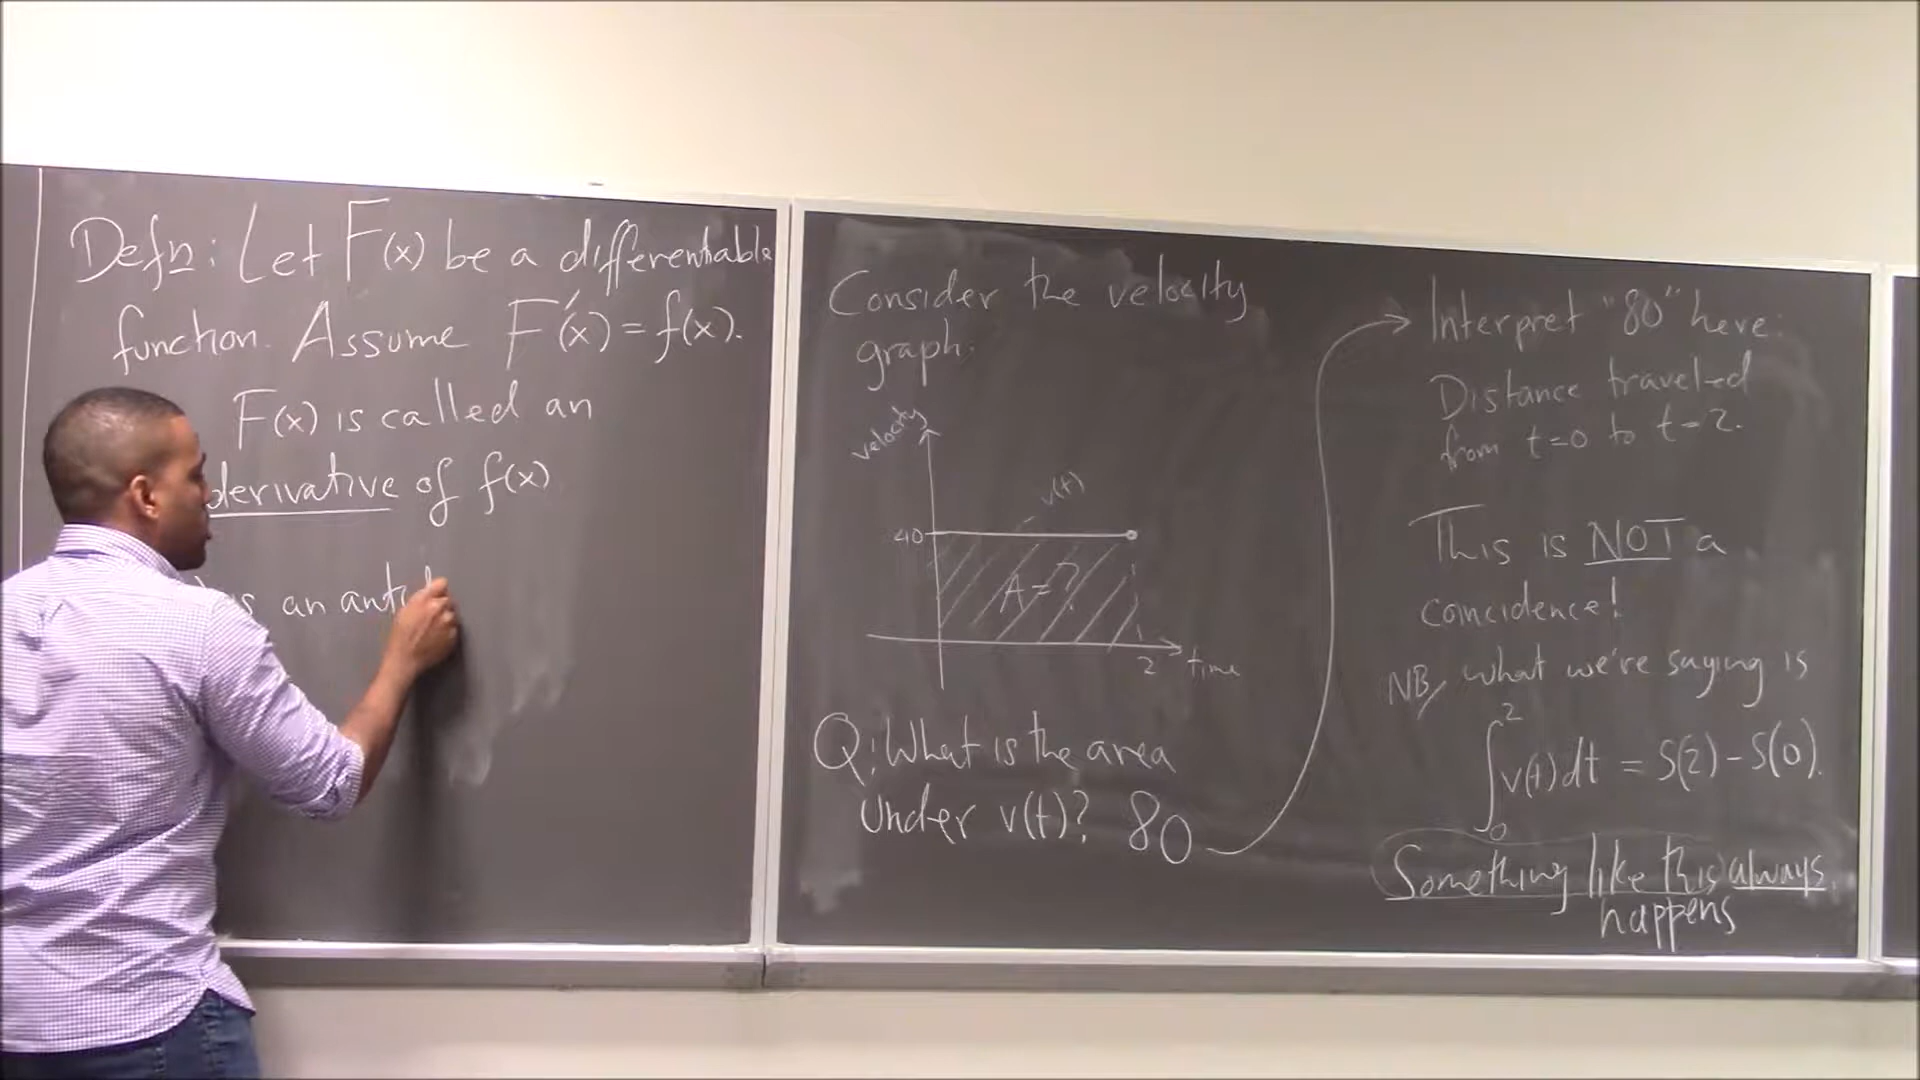 Defn: Let F(x) be a differentiable
function. Assume F'(x) = f(x).
F(x) is called an
derivative of f(x)
an anti
Consider the velocity
graph:
velocity
v(t)
40
A=?
2
time
Q: What is the area
under v(t)? 80
Interpret "80" here:
Distance traveled
from t=0 to t=2.
This is NOT a
coincidence!
NB, what we're saying is
∫₀² v(t)dt = S(2)-S(0).
Something like this always
happens